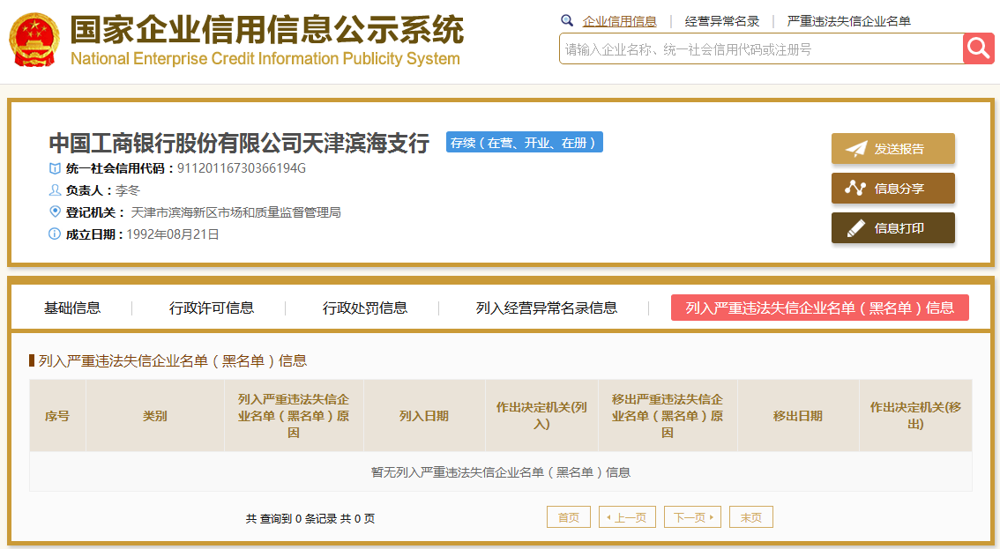 国家企业信用信息公示系统
National Enterprise Credit Information Publicity System
企业信用信息 | 经营异常名录 | 严重违法失信企业名单
请输入企业名称、统一社会信用代码或注册号
中国工商银行股份有限公司天津滨海支行 存续（在营、开业、在册）
统一社会信用代码：91120116730366194G
负责人：李冬
登记机关： 天津市滨海新区市场和质量监督管理局
成立日期：1992年08月21日
发送报告
信息分享
信息打印
基础信息 | 行政许可信息 | 行政处罚信息 | 列入经营异常名录信息 | 列入严重违法失信企业名单（黑名单）信息
列入严重违法失信企业名单（黑名单）信息
序号
类别
列入严重违法失信企
业名单（黑名单）原
因
列入日期
作出决定机关(列
入)
移出严重违法失信企
业名单（黑名单）原
因
移出日期
作出决定机关(移
出)
暂无列入严重违法失信企业名单（黑名单）信息
共 查询到 0 条记录 共 0 页
首页 上一页 下一页 末页